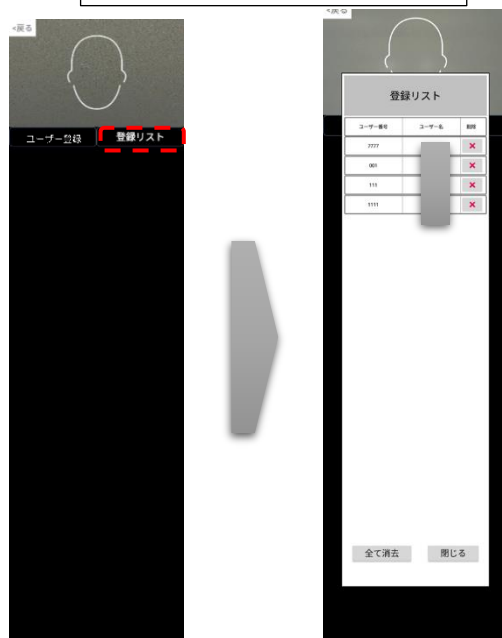 <戻る
ユーザー登録
登録リスト
<戻る
登録リスト
ユーザー番号
ユーザー名
削除
7777
001
111
1111
全て消去
閉じる